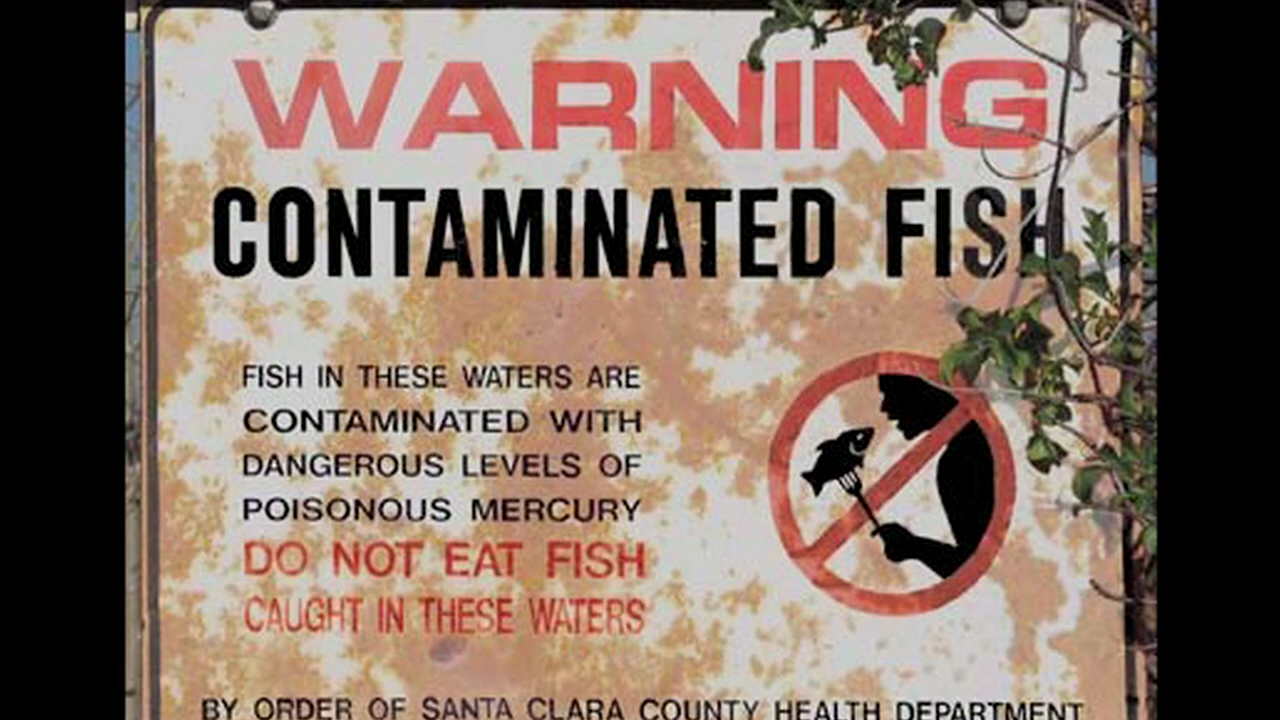 WARNING
CONTAMINATED FISH
FISH IN THESE WATERS ARE
CONTAMINATED WITH
DANGEROUS LEVELS OF
POISONOUS MERCURY
DO NOT EAT FISH
CAUGHT IN THESE WATERS
BY ORDER OF SANTA CLARA COUNTY HEALTH DEPARTMENT